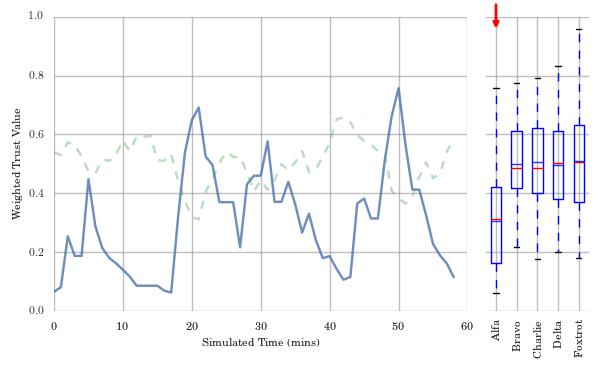 1.0
0.8
0.6
0.4
0.2
0.0
Weighted Trust Value
0 10 20 30 40 50 60
Simulated Time (mins)
Alfa
Bravo
Charlie
Delta
Foxtrot